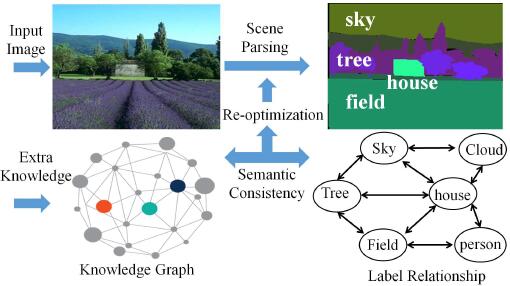 Input
Image
Scene
Parsing
sky
tree
house
field
Re-optimization
Extra
Knowledge
Semantic
Consistency
Knowledge Graph
Sky
Cloud
Tree
house
Field
person
Label Relationship